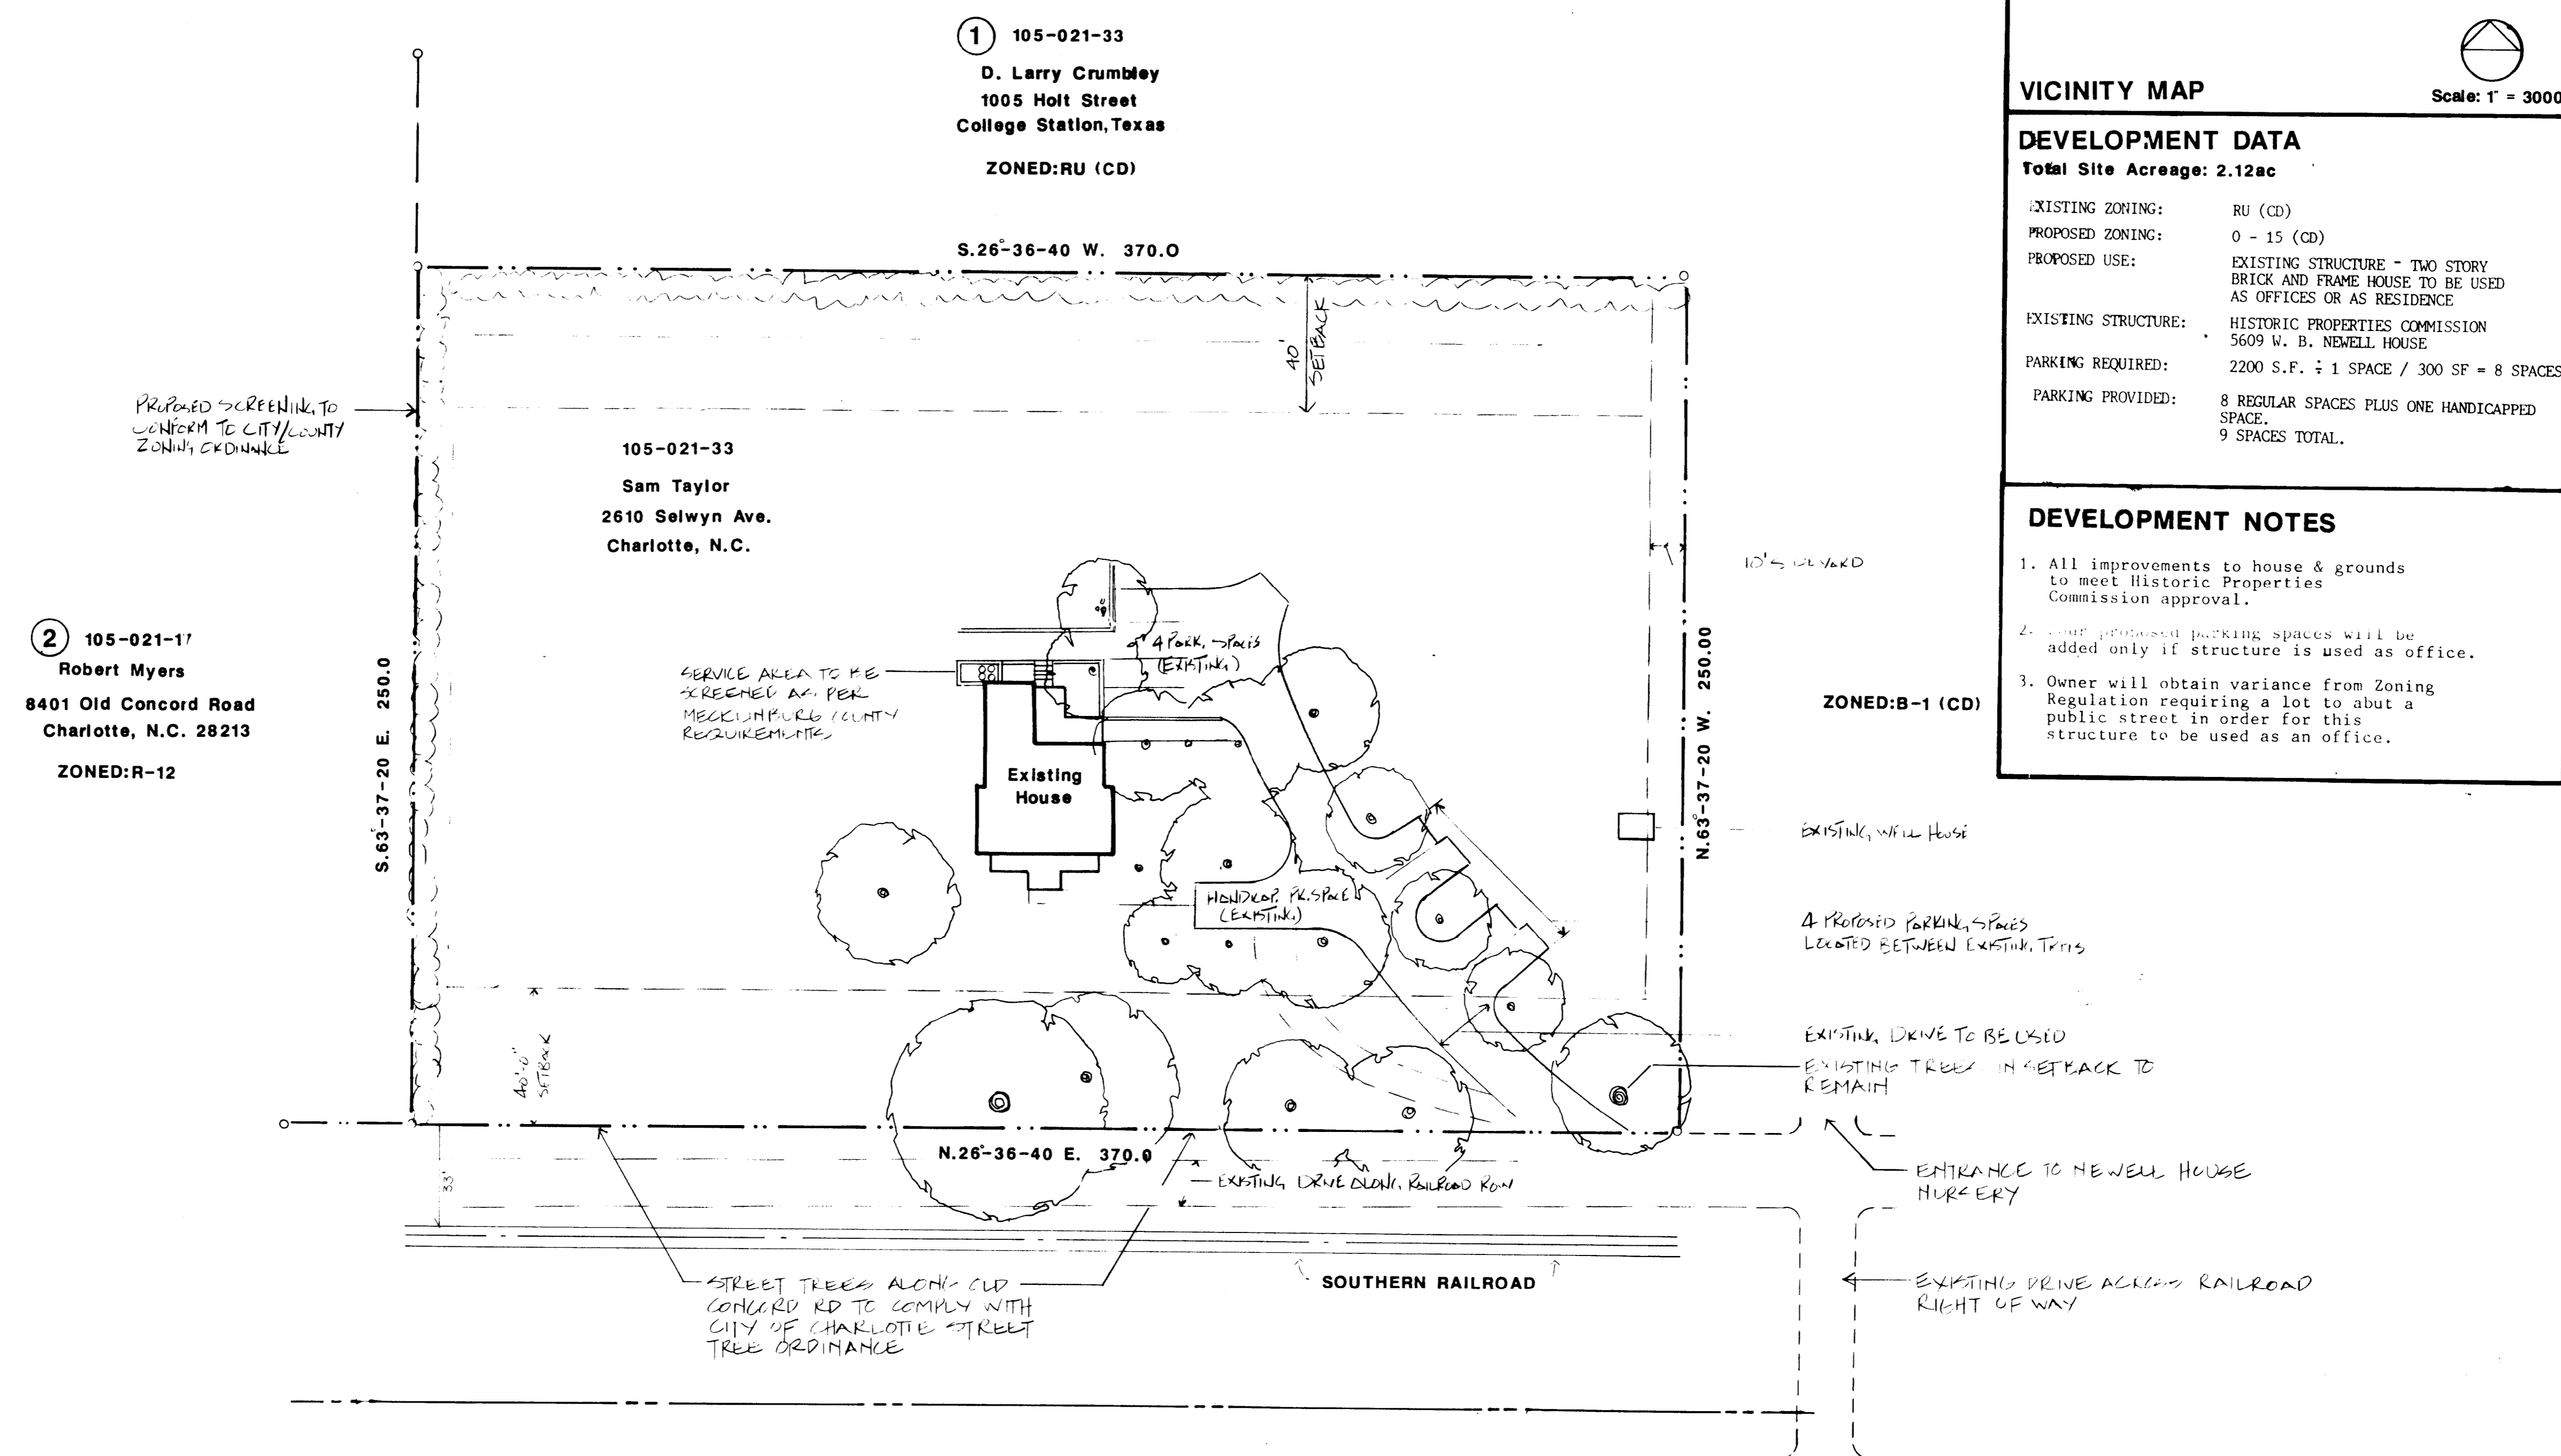 1 105-021-33
D. Larry Crumbley
1005 Holt Street
College Station, Texas
ZONED: RU (CD)
S.26°-36-40 W. 370.0
40'
SETBACK
PROPOSED SCREENING TO
CONFORM TO CITY/COUNTY
ZONING ORDINANCE
105-021-33
Sam Taylor
2610 Selwyn Ave.
Charlotte, N.C.
10' SIDEYARD
2 105-021-17
Robert Myers
8401 Old Concord Road
Charlotte, N.C. 28213
ZONED: R-12
S.63°-37-20 E. 250.0
SERVICE AREA TO BE
SCREENED AS PER
MECKLINBURG COUNTY
REQUIREMENTS
4 PARK. SPACES
(EXISTING)
Existing
House
HANDICAP. PK. SPACE
(EXISTING)
N.63°-37-20 W. 250.00
ZONED: B-1 (CD)
EXISTING WELL HOUSE
4 PROPOSED PARKING SPACES
LOCATED BETWEEN EXISTING TREES
EXISTING DRIVE TO BE USED
EXISTING TREES IN SETBACK TO
REMAIN
40'-0"
SETBACK
N.26°-36-40 E. 370.0
33'
EXISTING DRIVE ALONG RAILROAD ROW
ENTRANCE TO NEWELL HOUSE
NURSERY
STREET TREES ALONG OLD
CONCORD RD TO COMPLY WITH
CITY OF CHARLOTTE STREET
TREE ORDINANCE
SOUTHERN RAILROAD
EXISTING DRIVE ACROSS RAILROAD
RIGHT OF WAY
VICINITY MAP
Scale: 1" = 3000
DEVELOPMENT DATA
Total Site Acreage: 2.12ac
EXISTING ZONING: RU (CD)
PROPOSED ZONING: O - 15 (CD)
PROPOSED USE: EXISTING STRUCTURE - TWO STORY
BRICK AND FRAME HOUSE TO BE USED
AS OFFICES OR AS RESIDENCE
EXISTING STRUCTURE: HISTORIC PROPERTIES COMMISSION
5609 W. B. NEWELL HOUSE
PARKING REQUIRED: 2200 S.F. ÷ 1 SPACE / 300 SF = 8 SPACES
PARKING PROVIDED: 8 REGULAR SPACES PLUS ONE HANDICAPPED
SPACE.
9 SPACES TOTAL.
DEVELOPMENT NOTES
1. All improvements to house & grounds
to meet Historic Properties
Commission approval.
2. Four proposed parking spaces will be
added only if structure is used as office.
3. Owner will obtain variance from Zoning
Regulation requiring a lot to abut a
public street in order for this
structure to be used as an office.